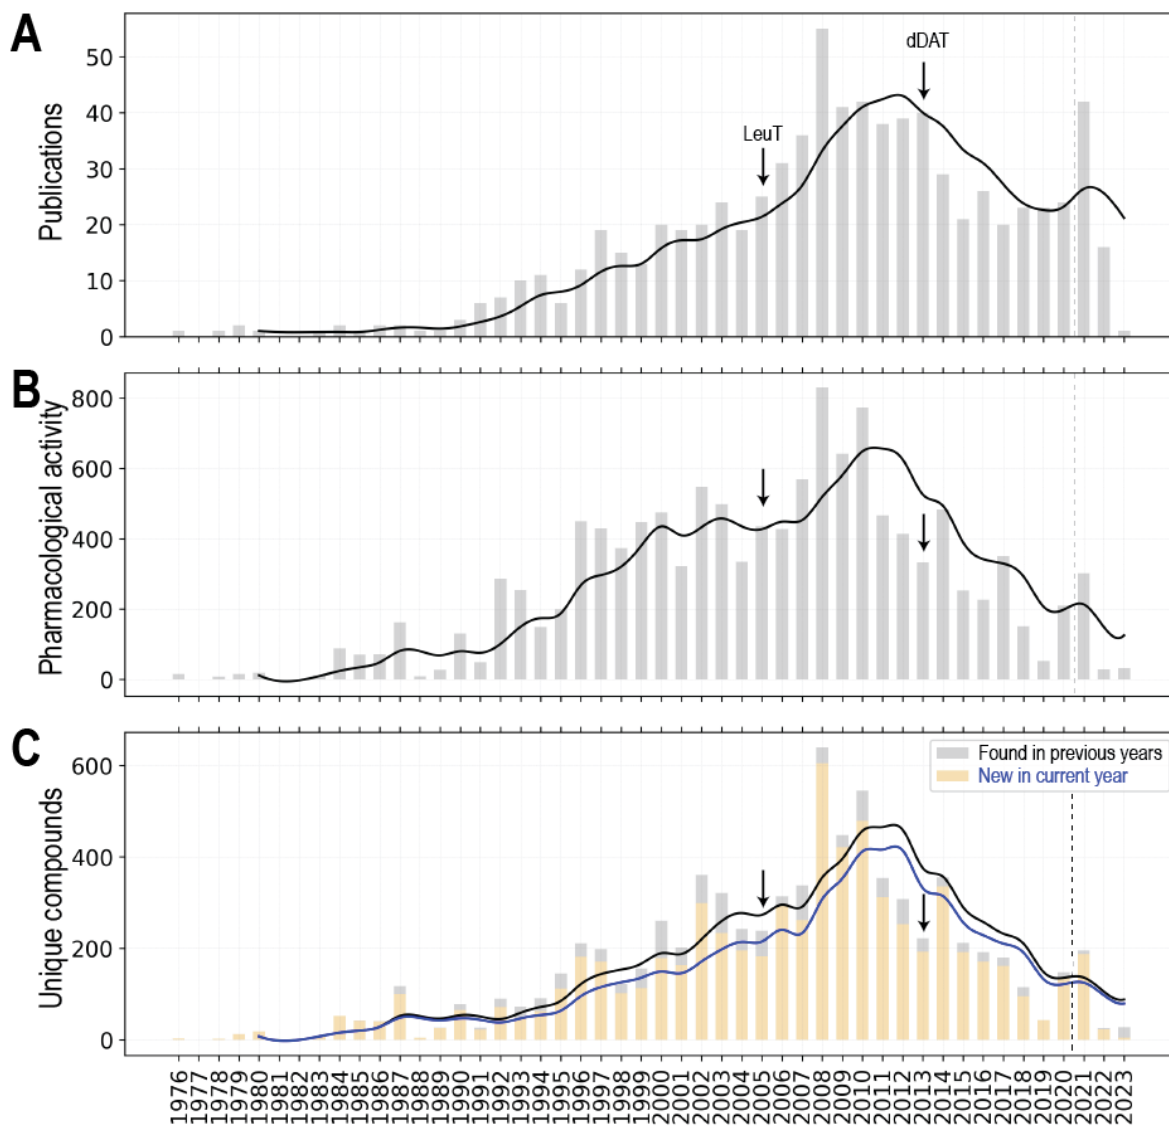 A
Publications
50
40
30
20
10
0
LeuT
dDAT
B
Pharmacological activity
800
600
400
200
0
C
Unique compounds
600
400
200
0
Found in previous years
New in current year
1976 1977 1978 1979 1980 1981 1982 1983 1984 1985 1986 1987 1988 1989 1990 1991 1992 1993 1994 1995 1996 1997 1998 1999 2000 2001 2002 2003 2004 2005 2006 2007 2008 2009 2010 2011 2012 2013 2014 2015 2016 2017 2018 2019 2020 2021 2022 2023